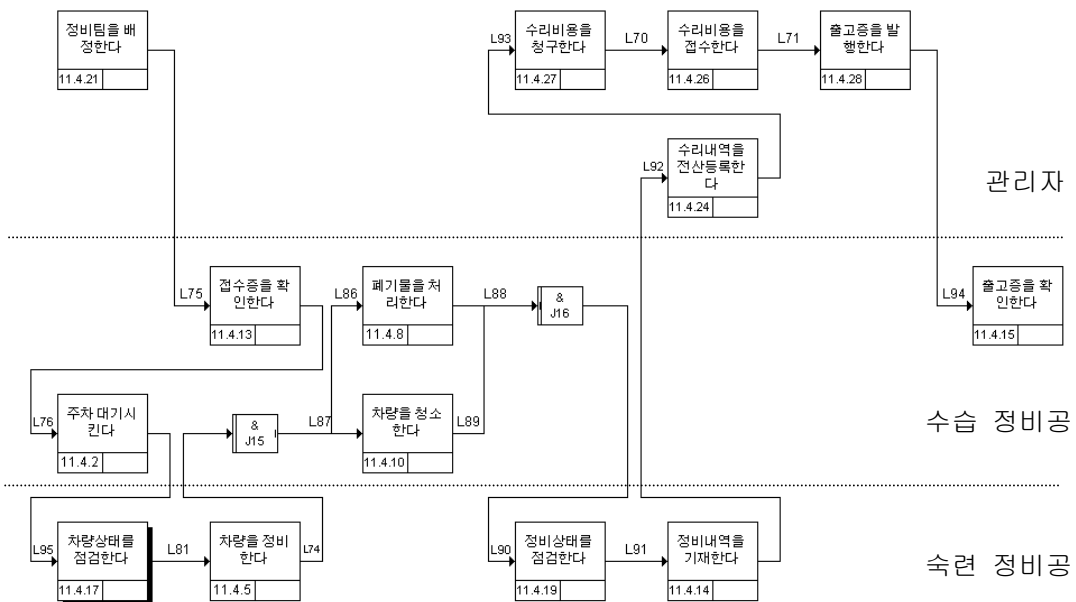 정비팀을 배
정한다
11.4.21
L93
수리비용을
청구한다
11.4.27
L70
수리비용을
접수한다
11.4.26
L71
출고증을 발
행한다
11.4.28
L92
수리내역을
전산등록한
다
11.4.24
관리자
L75
접수증을 확
인한다
11.4.13
L86
폐기물을 처
리한다
11.4.8
L88
&
J16
L94
출고증을 확
인한다
11.4.15
L76
주차 대기시
킨다
11.4.2
&
J15
L87
차량을 청소
한다
11.4.10
L89
수습 정비공
L95
차량상태를
점검한다
11.4.17
L81
차량을 정비
한다
11.4.5
L74
L90
정비상태를
점검한다
11.4.19
L91
정비내역을
기재한다
11.4.14
숙련 정비공